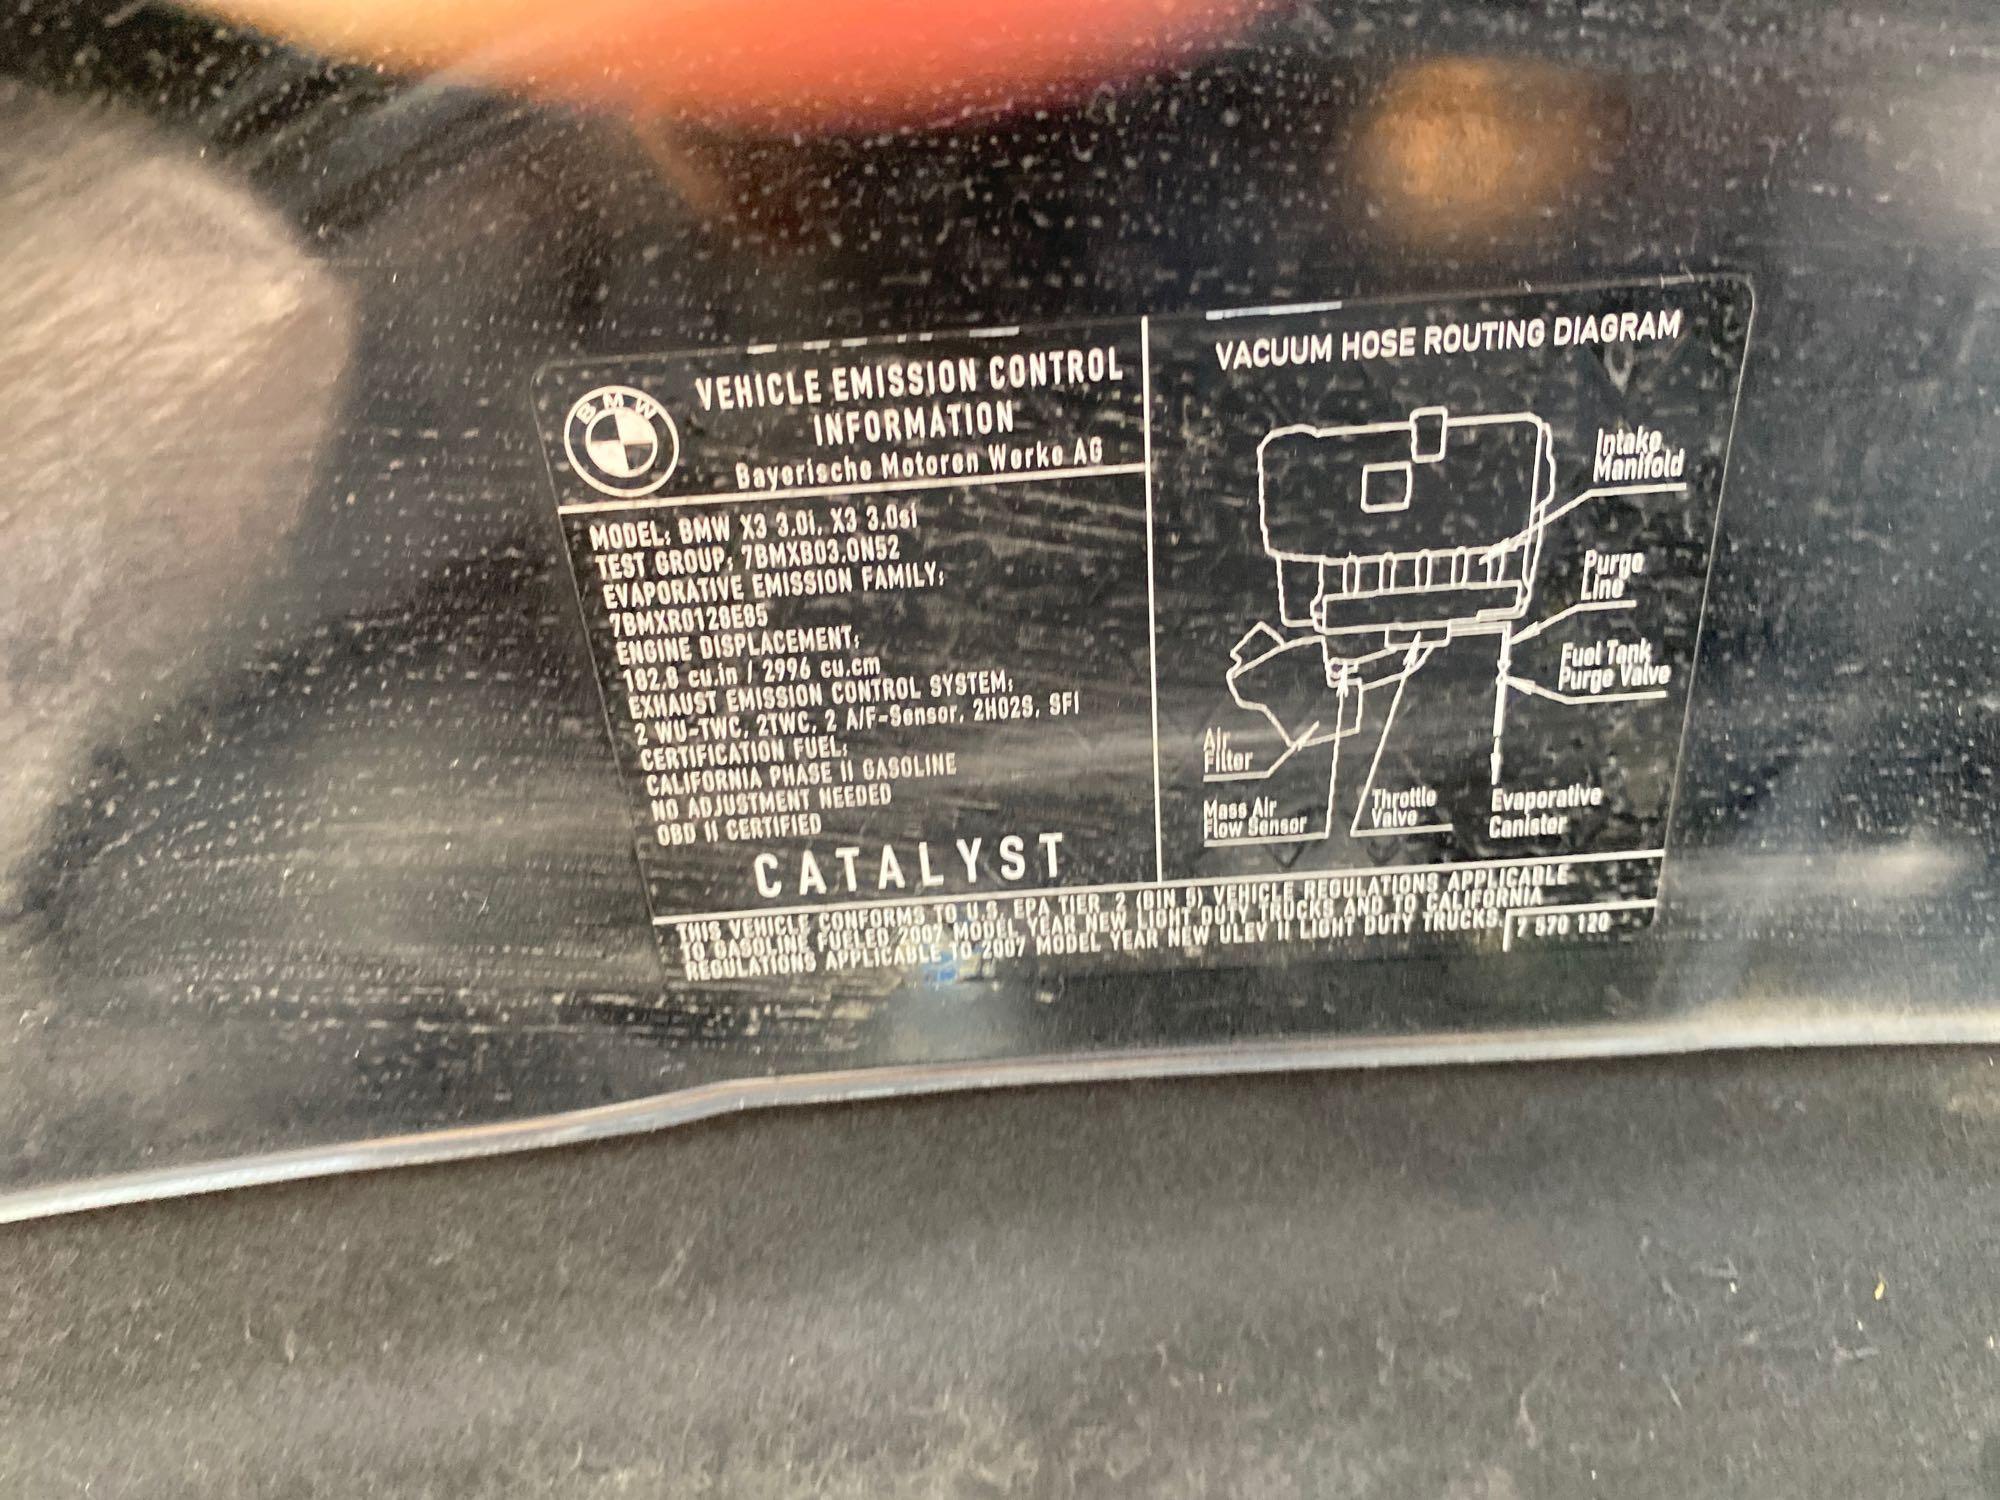 BMW
VEHICLE EMISSION CONTROL
INFORMATION
Bayerische Motoren Werke AG
MODEL: BMW X3 3.0i, X3 3.0si
TEST GROUP: 7BMXB03.0N52
EVAPORATIVE EMISSION FAMILY:
7BMXR0128E85
ENGINE DISPLACEMENT:
182.8 cu.in / 2996 cu.cm
EXHAUST EMISSION CONTROL SYSTEM:
2 WU-TWC, 2TWC, 2 A/F-Sensor, 2HO2S, SFI
CERTIFICATION FUEL:
CALIFORNIA PHASE II GASOLINE
NO ADJUSTMENT NEEDED
OBD II CERTIFIED
CATALYST
VACUUM HOSE ROUTING DIAGRAM
Intake
Manifold
Purge
Line
Fuel Tank
Purge Valve
Air
Filter
Mass Air
Flow Sensor
Throttle
Valve
Evaporative
Canister
THIS VEHICLE CONFORMS TO U.S. EPA TIER 2 (BIN 5) VEHICLE REGULATIONS APPLICABLE
TO GASOLINE FUELED 2007 MODEL YEAR NEW LIGHT DUTY TRUCKS AND TO CALIFORNIA
REGULATIONS APPLICABLE TO 2007 MODEL YEAR NEW ULEV II LIGHT DUTY TRUCKS.
7 570 120